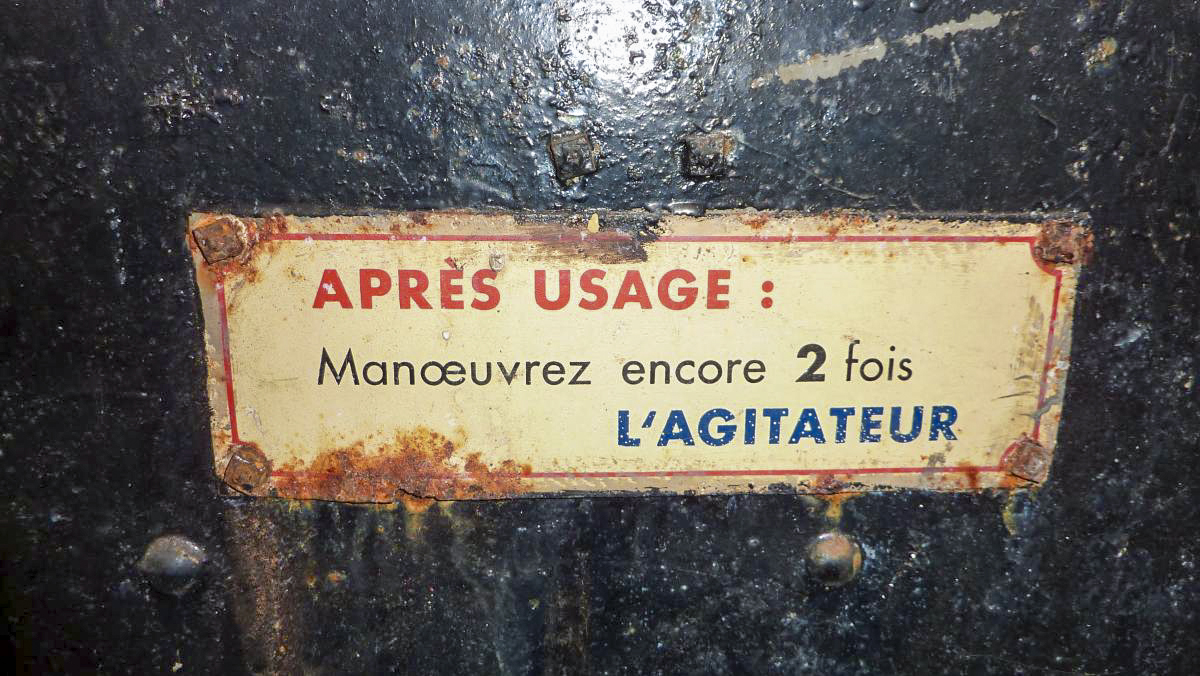 APRÈS USAGE :
Manœuvrez encore 2 fois
L'AGITATEUR